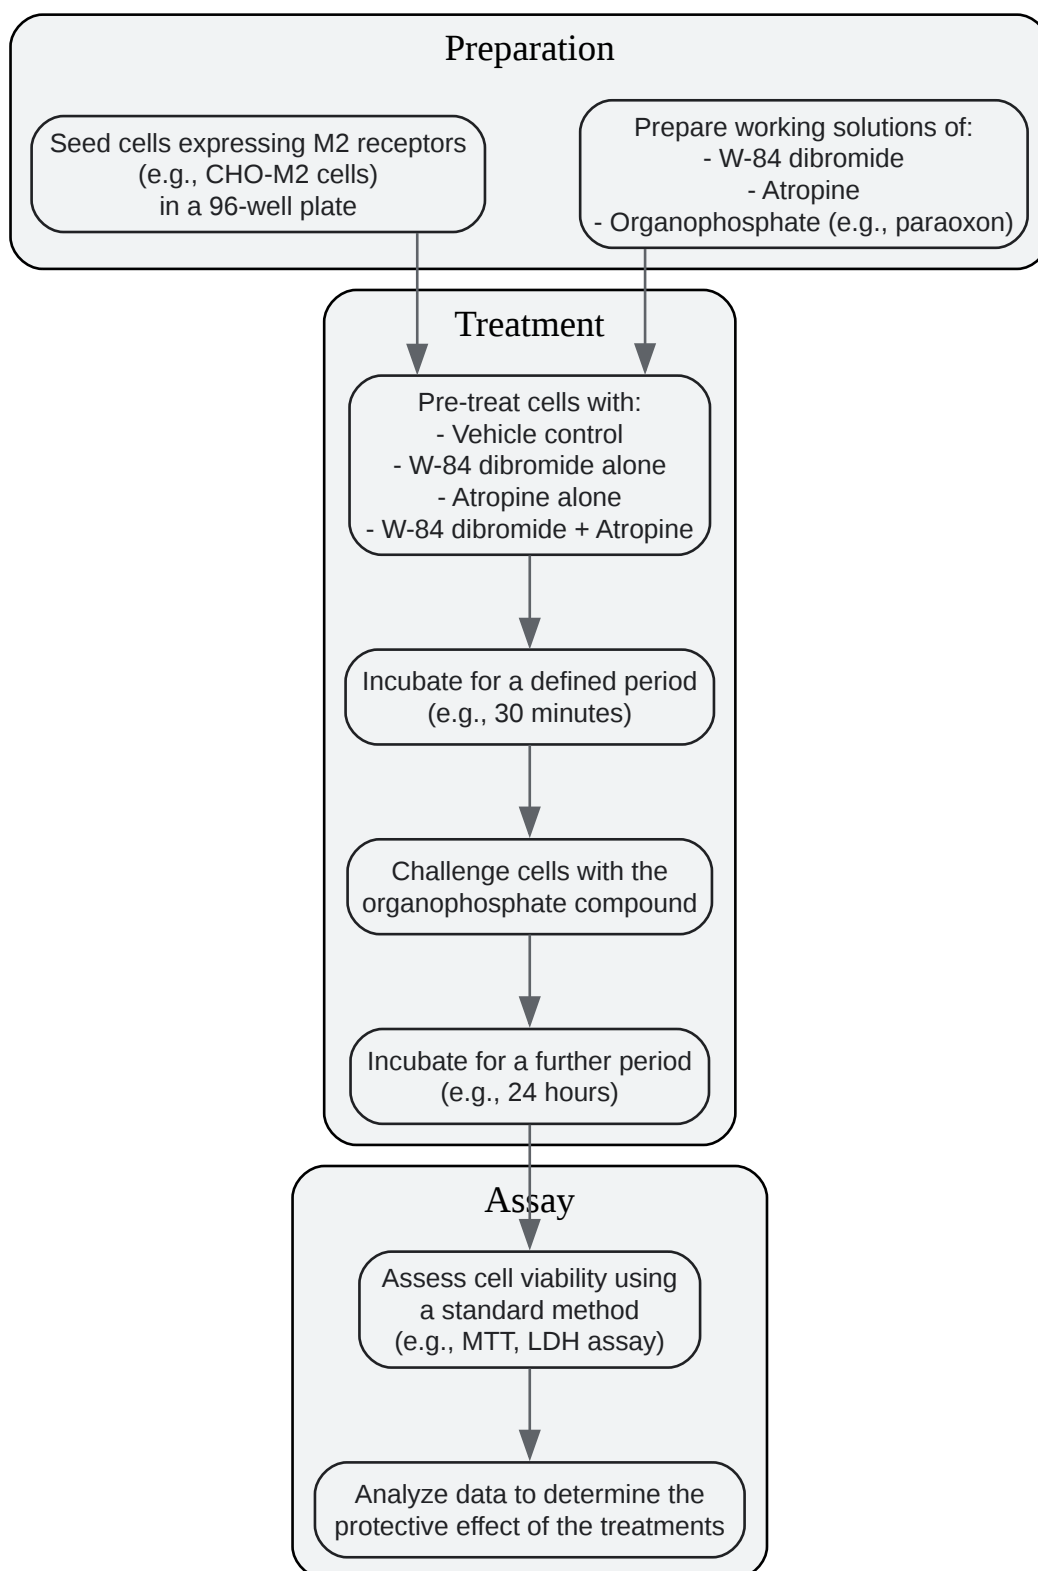 Preparation
Seed cells expressing M2 receptors
(e.g., CHO-M2 cells)
in a 96-well plate
Prepare working solutions of:
- W-84 dibromide
- Atropine
- Organophosphate (e.g., paraoxon)
Treatment
Pre-treat cells with:
- Vehicle control
- W-84 dibromide alone
- Atropine alone
- W-84 dibromide + Atropine
Incubate for a defined period
(e.g., 30 minutes)
Challenge cells with the
organophosphate compound
Incubate for a further period
(e.g., 24 hours)
Assay
Assess cell viability using
a standard method
(e.g., MTT, LDH assay)
Analyze data to determine the
protective effect of the treatments